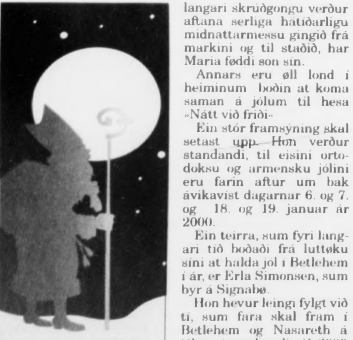 langari skrúðgongu verður
aftana serliga hátíðarligu
midnáttarmessu gingið frá
markini og til staðið, har
Maria føddi son sin.
Annars eru øll lond í
heiminum boðin at koma
saman á jólum til hesa
«Nátt við friði»
Ein stór framsýning skal
setast upp. Hon verður
standandi, til eisini orto-
doksu og armensku jólini
eru farin aftur um bak
ávikavist dagarnar 6. og 7.
og 18. og 19. januar ár
2000.
Ein teirra, sum fyri lang-
ari tíð boðaði frá luttøku
síni at halda jól í Betlehem
í ár, er Erla Simonsen, sum
byr á Signabø.
Hon hevur leingi fylgt við
tí, sum fara skal fram í
Betlehem og Nasareth á